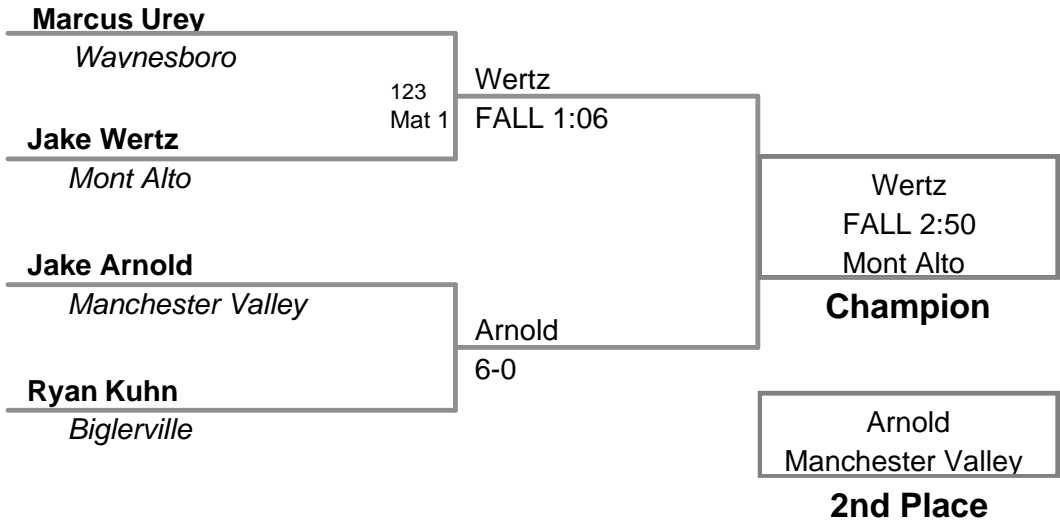 Marcus Urey
Waynesboro
123
Mat 1
Wertz
FALL 1:06
Jake Wertz
Mont Alto
Wertz
FALL 2:50
Mont Alto
Champion
Jake Arnold
Manchester Valley
Arnold
6-0
Ryan Kuhn
Biglerville
Arnold
Manchester Valley
2nd Place